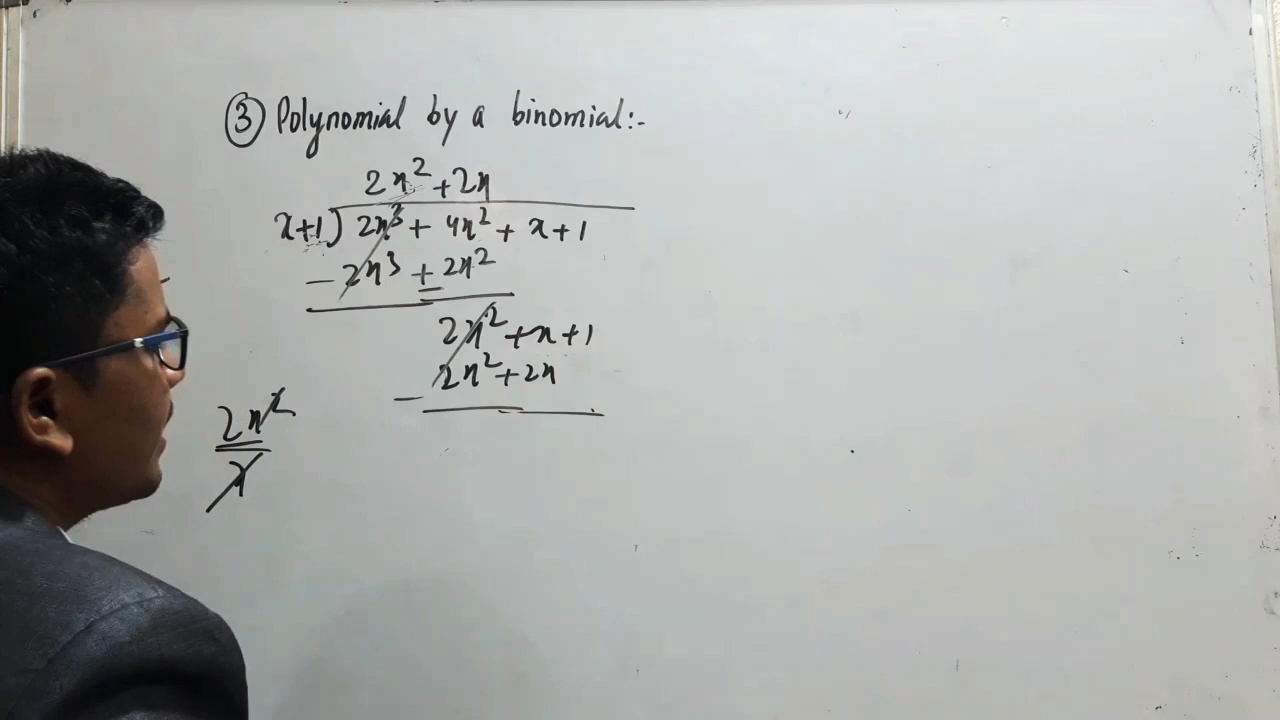 ③ Polynomial by a binomial:-
2x² + 2x
x+1) 2x³ + 4x² + x + 1
- 2x³ + 2x²
-
2x² + x + 1
2x² + 2x
-
2x²
x